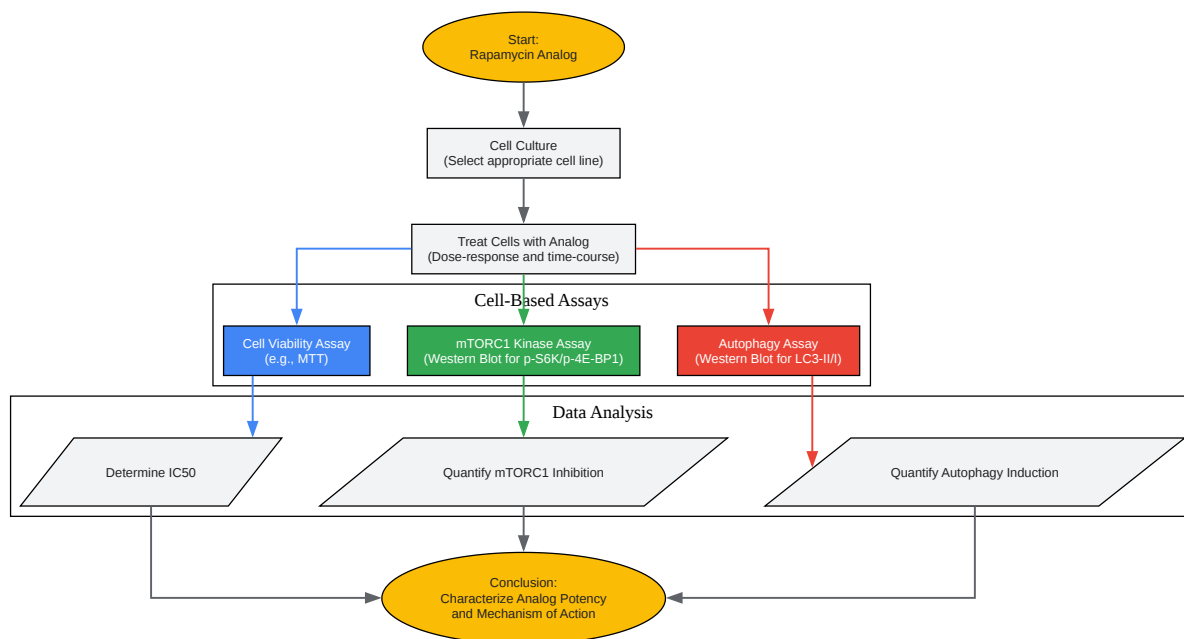 Start:
Rapamycin Analog
Cell Culture
(Select appropriate cell line)
Treat Cells with Analog
(Dose-response and time-course)
Cell-Based Assays
Cell Viability Assay
(e.g., MTT)
mTORC1 Kinase Assay
(Western Blot for p-S6K/p-4E-BP1)
Autophagy Assay
(Western Blot for LC3-II/I)
Data Analysis
Determine IC50
Quantify mTORC1 Inhibition
Quantify Autophagy Induction
Conclusion:
Characterize Analog Potency
and Mechanism of Action